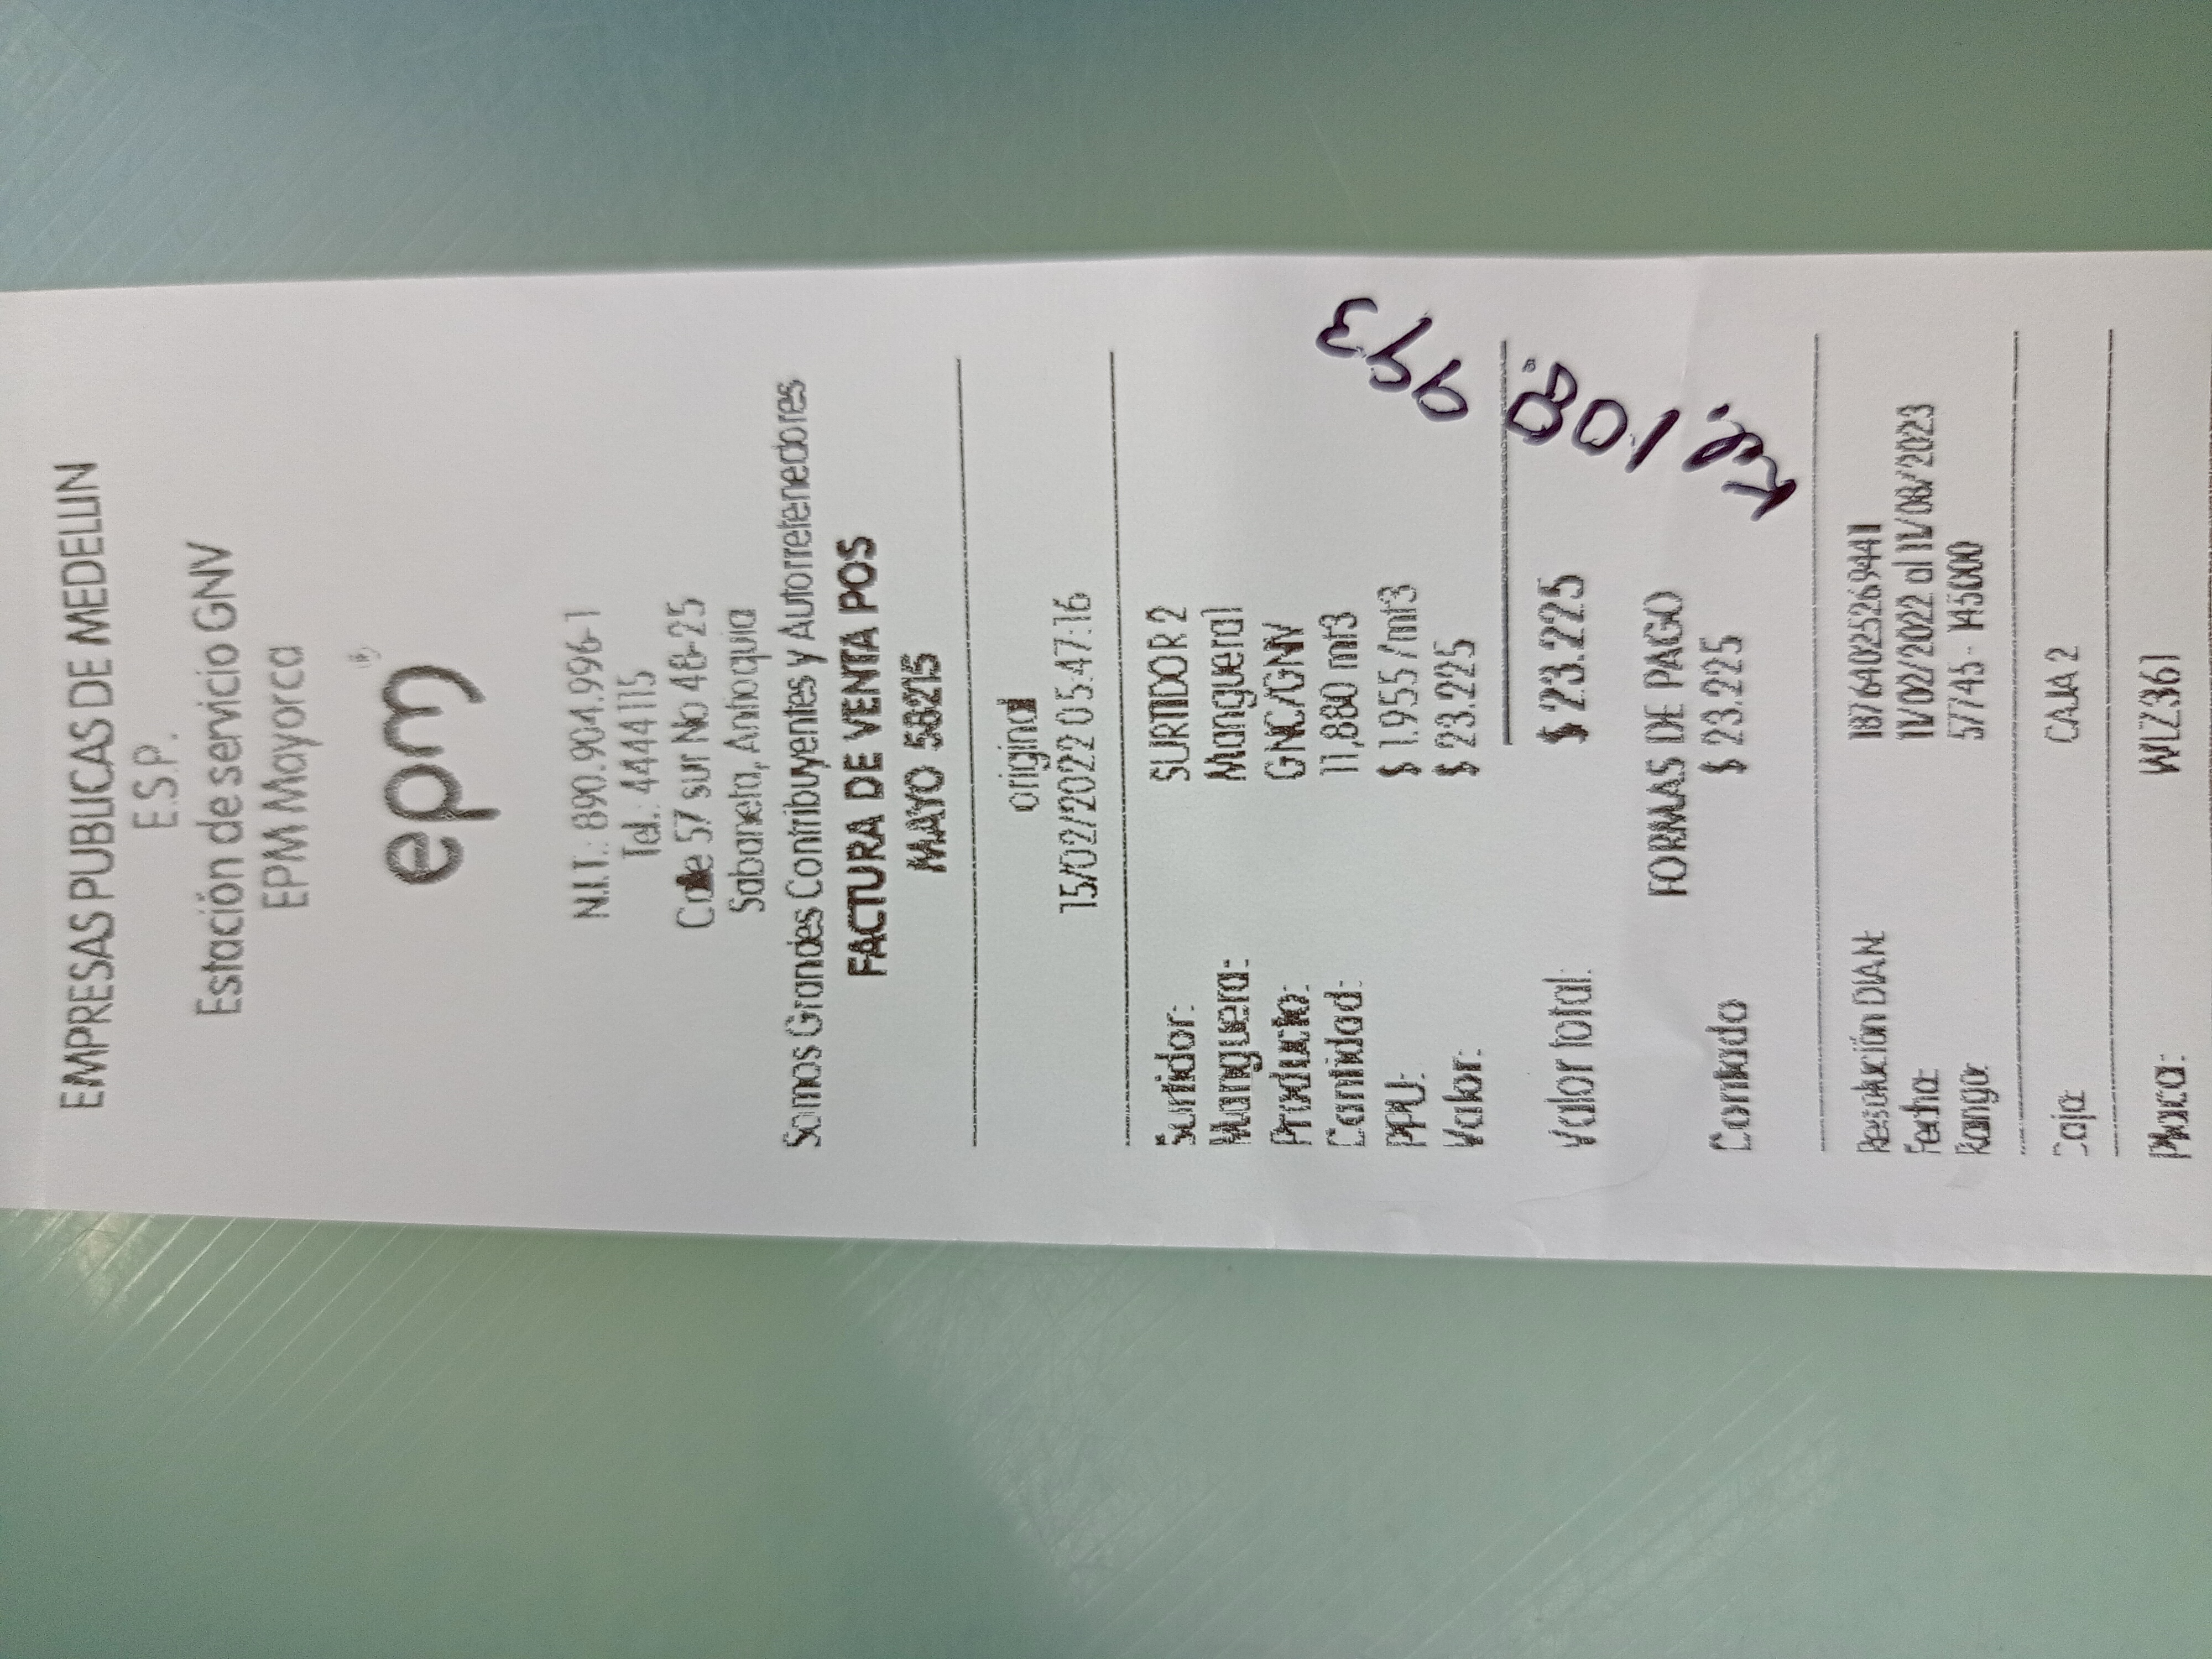 EMPRESAS PUBLICAS DE MEDELLIN
E.S.P.
Estación de servicio GNV
EPM Mayorca
epm®
N.I.T.: 890.904.996-1
Tel.: 4444115
Calle 57 sur No 48-25
Sabaneta, Antioquia
Somos Grandes Contribuyentes y Autorretenedores
FACTURA DE VENTA POS
MAYO 58215
original
15/02/2022 05:47:16
Surtidor: SURTIDOR 2
Manguera: Manguera1
Producto: GNC/GNV
Cantidad: 11,880 mt3
PPU: $ 1.955 /mt3
Valor: $ 23.225
Valor total: $ 23.225
FORMAS DE PAGO
Contado $ 23.225
108. 993
Resolución DIAN: 18764025269441
Fecha: 11/02/2022 al 11/08/2023
Rango: 57745 - 145000
Caja: CAJA 2
Placa: WLZ361